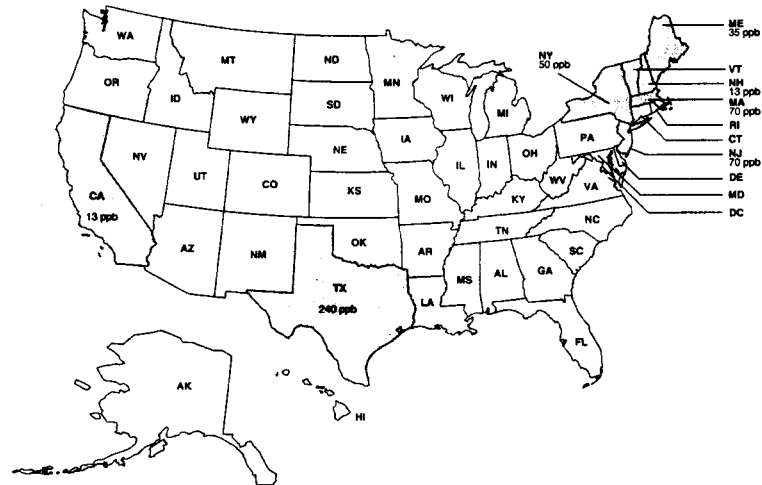 ME
35 ppb
WA
NY
50 ppb
MT
ND
MN
VT
OR
NH
13 ppb
ID
SD
WI
MI
MA
70 ppb
WY
RI
IA
PA
CT
NE
NV
IL
IN
OH
NJ
70 ppb
UT
CO
WV
DE
CA
13 ppb
KS
MO
KY
VA
MD
DC
NC
TN
AZ
NM
OK
AR
SC
MS
AL
GA
TX
240 ppb
LA
FL
AK
HI